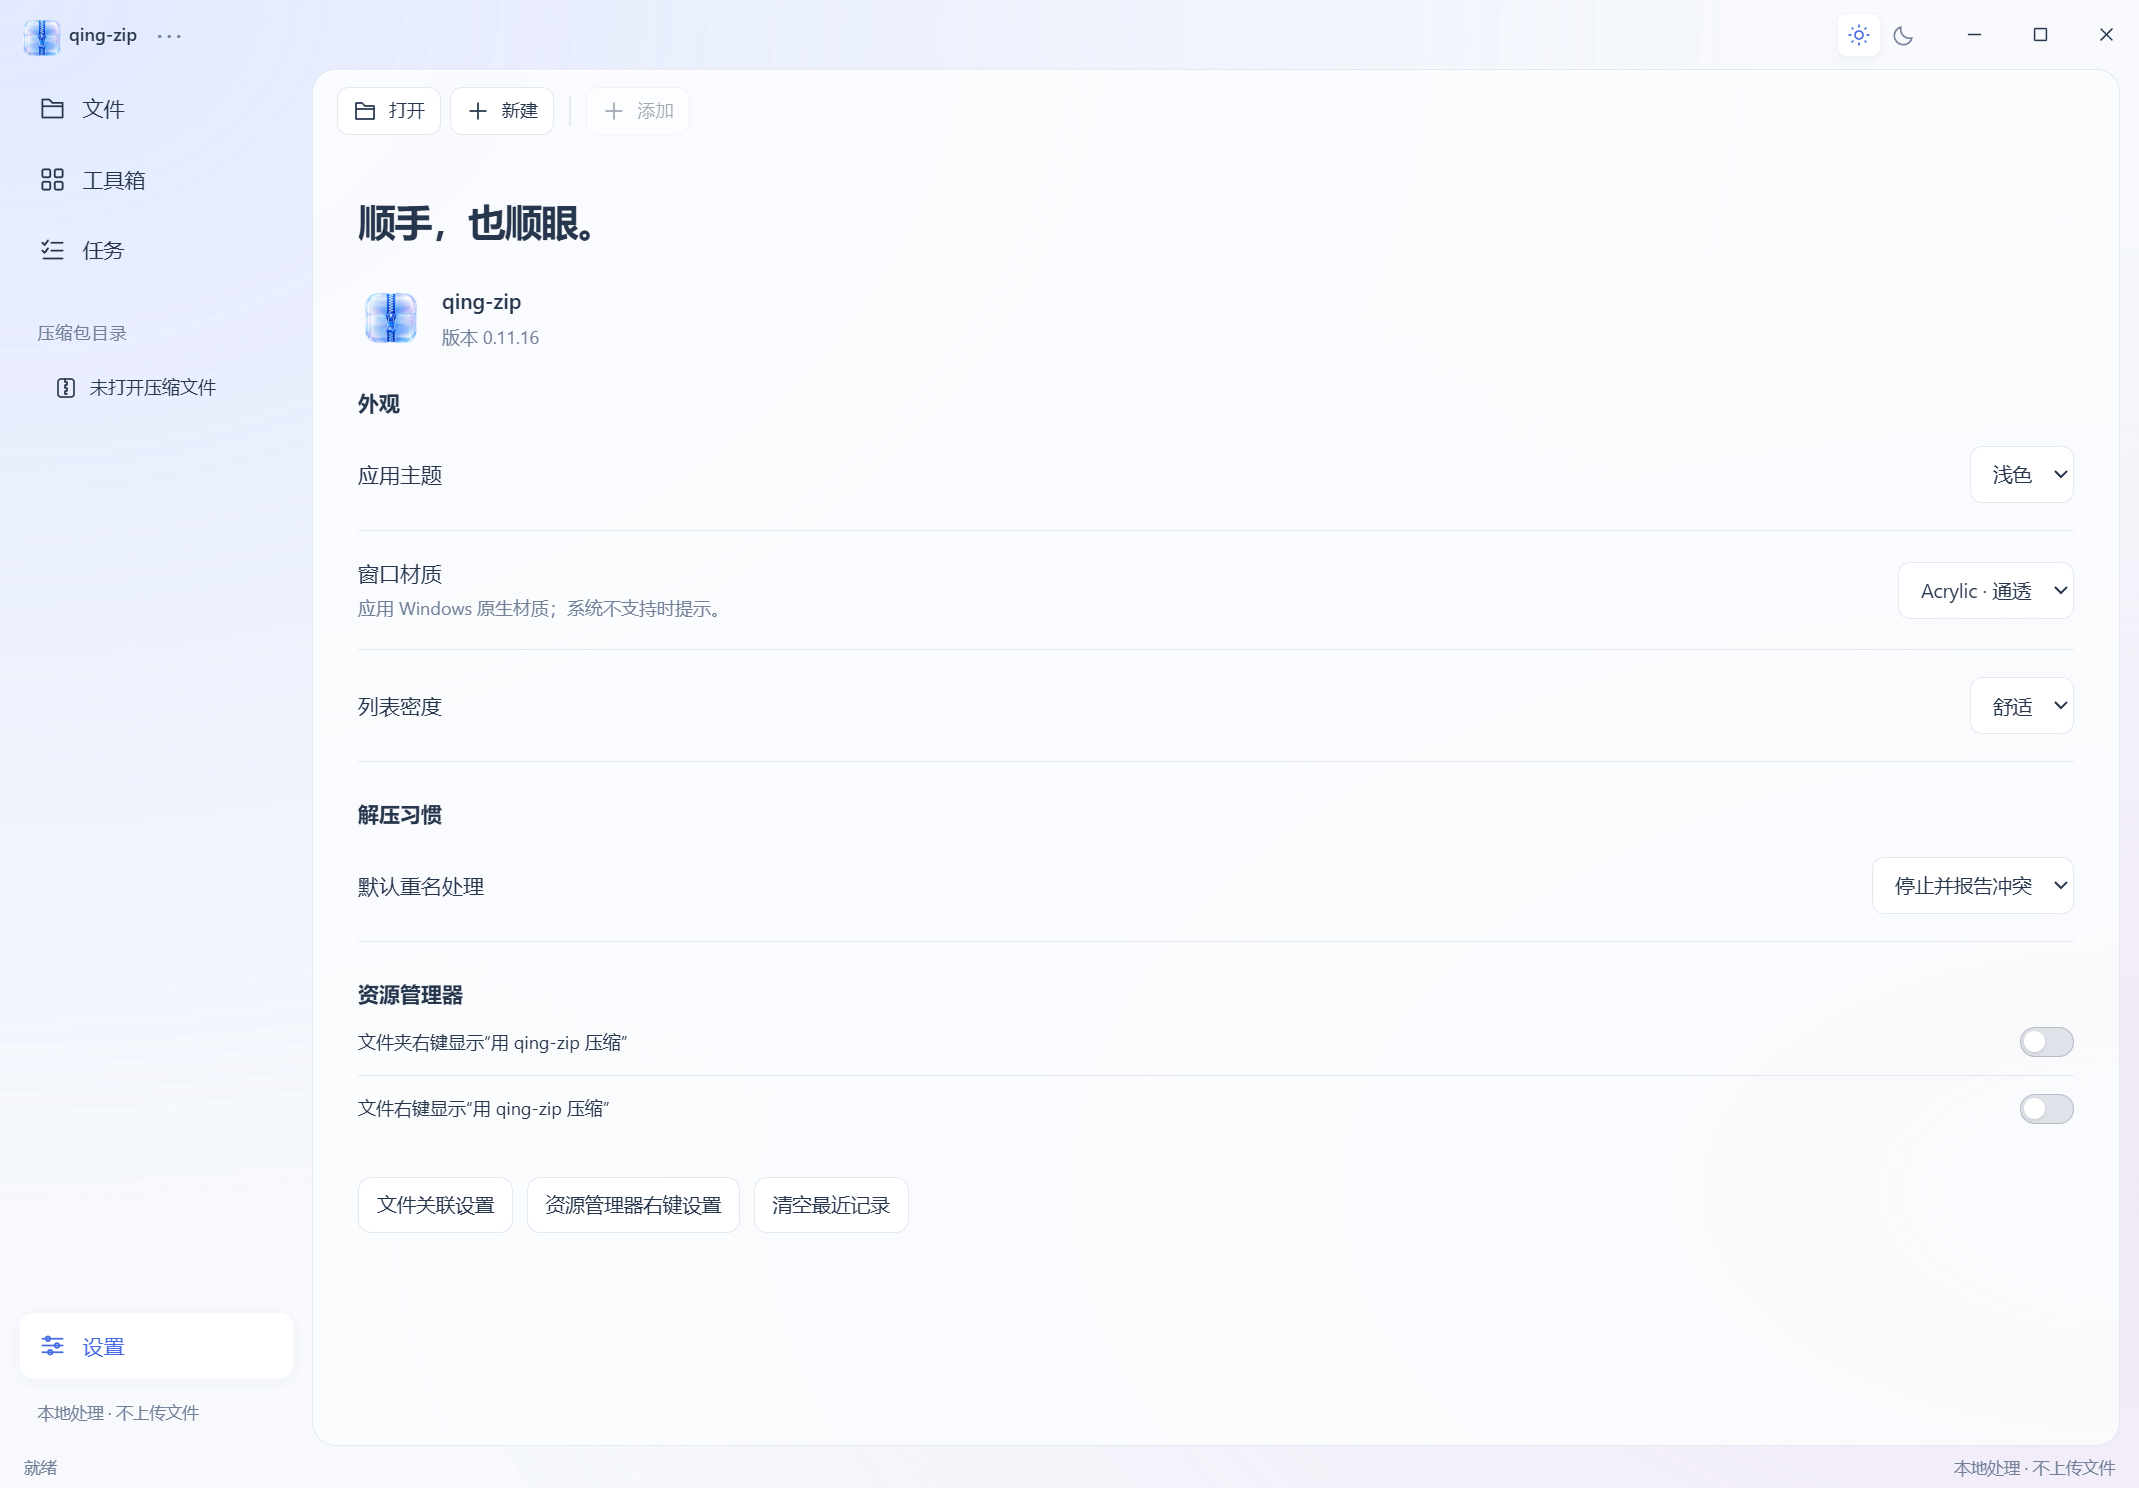 qing-zip ···
文件
工具箱
任务
压缩包目录
未打开压缩文件
设置
本地处理 · 不上传文件
就绪
打开 新建 添加
顺手，也顺眼。
qing-zip
版本 0.11.16
外观
应用主题 浅色
窗口材质
应用 Windows 原生材质；系统不支持时提示。
Acrylic · 通透
列表密度 舒适
解压习惯
默认重名处理 停止并报告冲突
资源管理器
文件夹右键显示“用 qing-zip 压缩”
文件右键显示“用 qing-zip 压缩”
文件关联设置 资源管理器右键设置 清空最近记录
本地处理 · 不上传文件